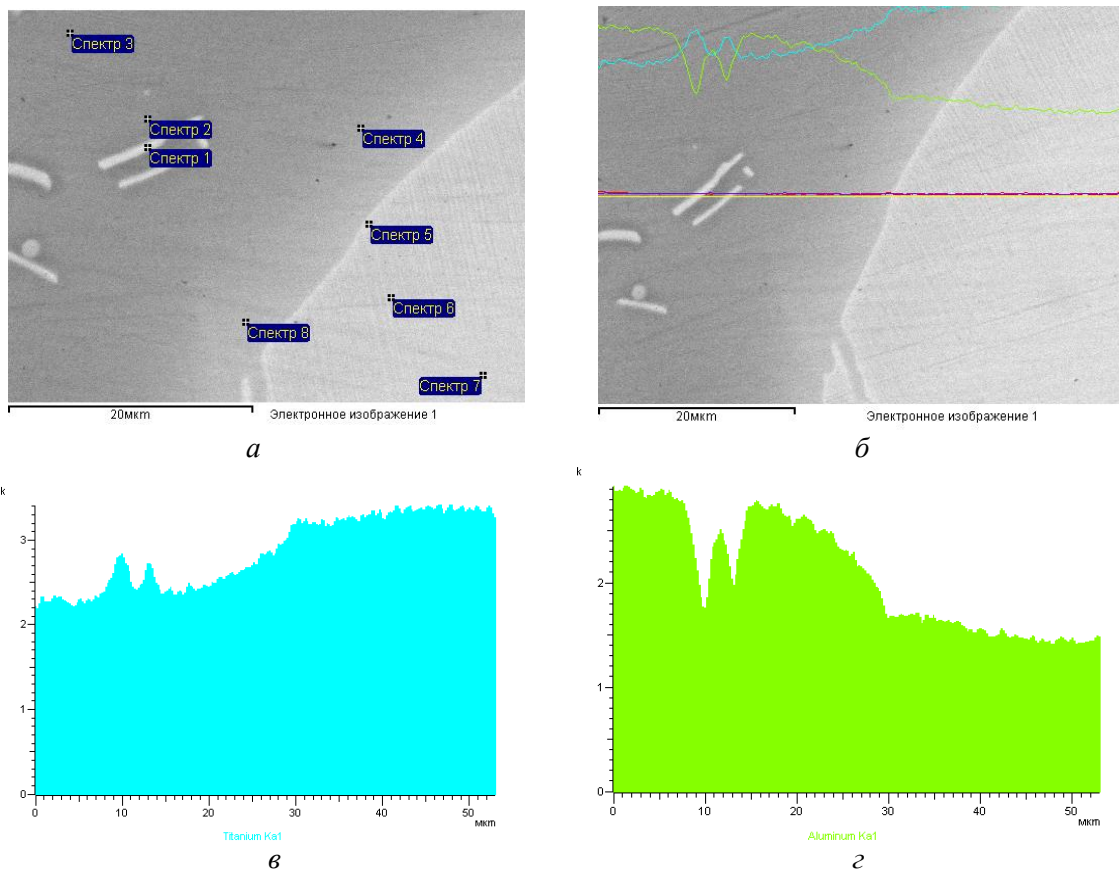 Спектр 3
Спектр 2
Спектр 4
Спектр 1
Спектр 5
Спектр 6
Спектр 8
Спектр 7
20мкm Электронное изображение 1
а
20мкm Электронное изображение 1
б
k
3
2
1
0
0 10 20 30 40 50
мкm
Titanium Ka1
в
k
2
1
0
0 10 20 30 40 50
мкm
Aluminum Ka1
г